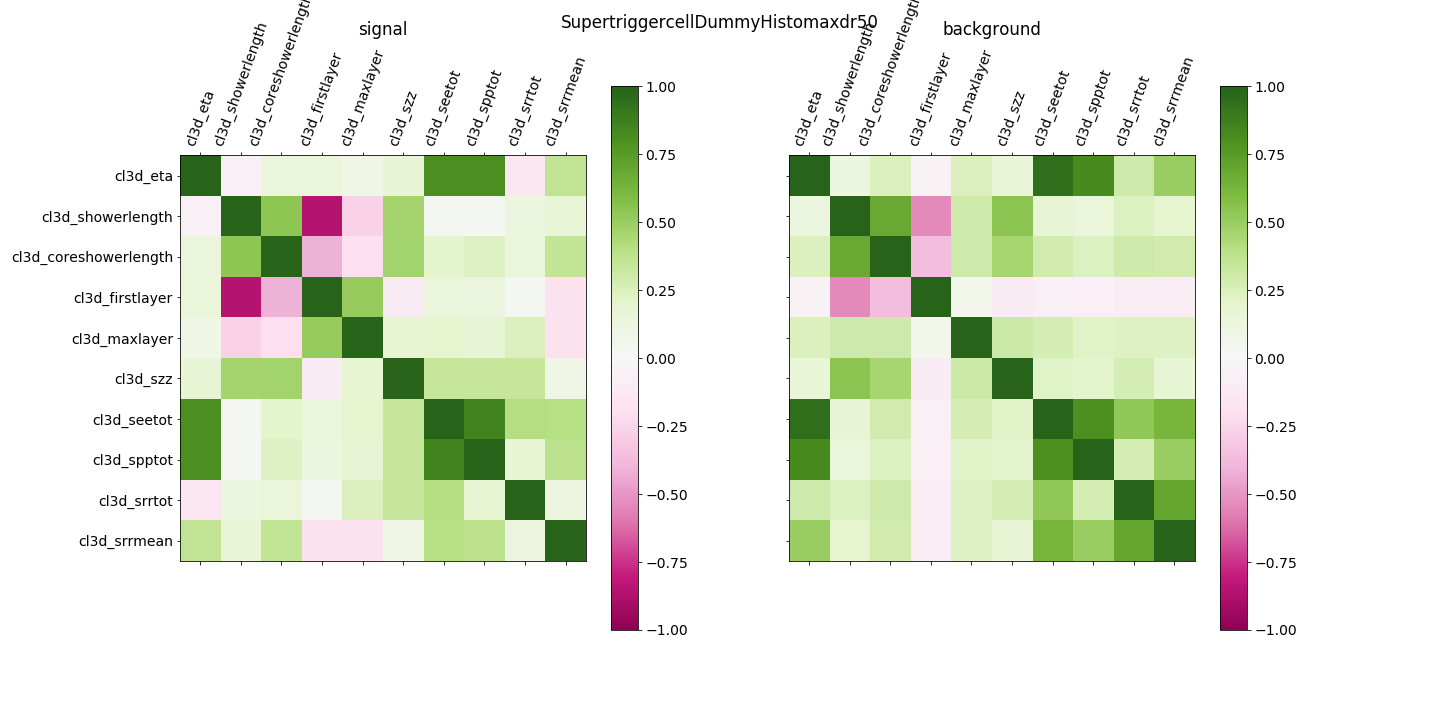 SupertriggercellDummyHistomaxdr50
signal
background
cl3d_eta
cl3d_showerlength
cl3d_coreshowerlength
cl3d_firstlayer
cl3d_maxlayer
cl3d_szz
cl3d_seetot
cl3d_spptot
cl3d_srrtot
cl3d_srrmean
cl3d_eta
cl3d_showerlength
cl3d_coreshowerlength
cl3d_firstlayer
cl3d_maxlayer
cl3d_szz
cl3d_seetot
cl3d_spptot
cl3d_srrtot
cl3d_srrmean
cl3d_eta
cl3d_showerlength
cl3d_coreshowerlength
cl3d_firstlayer
cl3d_maxlayer
cl3d_szz
cl3d_seetot
cl3d_spptot
cl3d_srrtot
cl3d_srrmean
1.00
0.75
0.50
0.25
0.00
−0.25
−0.50
−0.75
−1.00
1.00
0.75
0.50
0.25
0.00
−0.25
−0.50
−0.75
−1.00